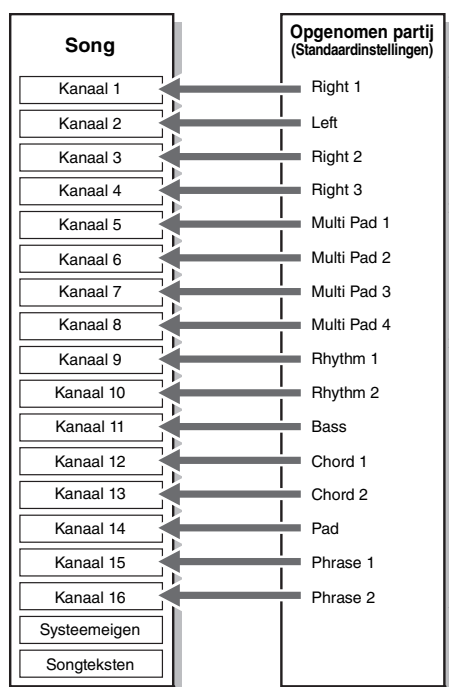 Song
Opgenomen partij
(Standaardinstellingen)
Kanaal 1
Right 1
Kanaal 2
Left
Kanaal 3
Right 2
Kanaal 4
Right 3
Kanaal 5
Multi Pad 1
Kanaal 6
Multi Pad 2
Kanaal 7
Multi Pad 3
Kanaal 8
Multi Pad 4
Kanaal 9
Rhythm 1
Kanaal 10
Rhythm 2
Kanaal 11
Bass
Kanaal 12
Chord 1
Kanaal 13
Chord 2
Kanaal 14
Pad
Kanaal 15
Phrase 1
Kanaal 16
Phrase 2
Systeemeigen
Songteksten